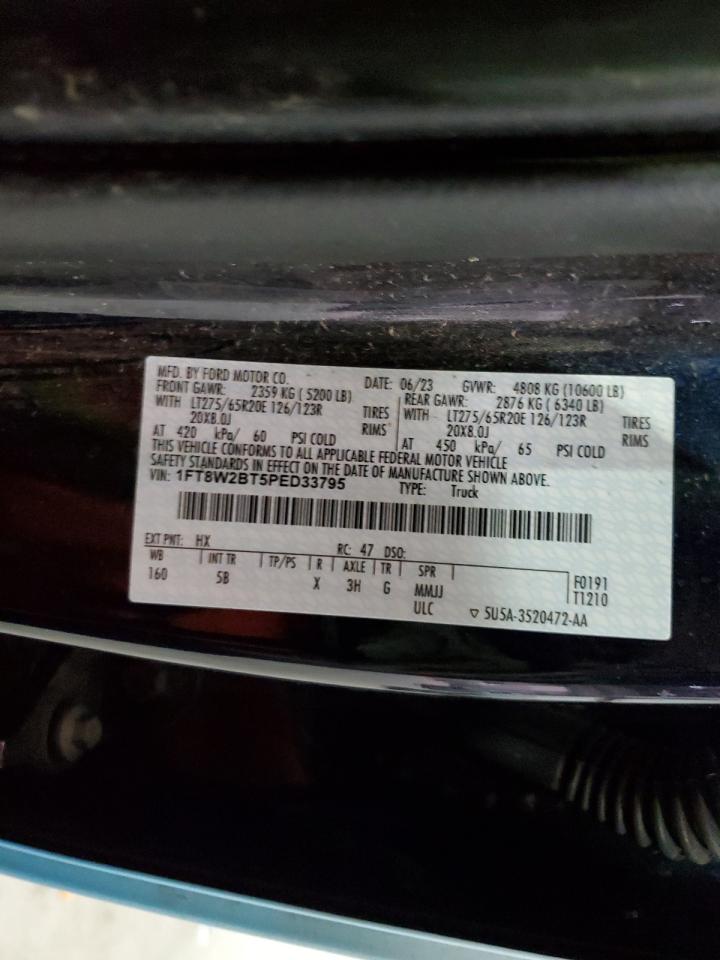 MFD. BY FORD MOTOR CO. DATE: 06/23 GVWR: 4808 KG (10600 LB)
FRONT GAWR: 2359 KG ( 5200 LB) REAR GAWR: 2876 KG ( 6340 LB)
WITH LT275/65R20E 126/123R TIRES WITH LT275/65R20E 126/123R TIRES
20X8.0J RIMS 20X8.0J RIMS
AT 420 kPa/ 60 PSI COLD AT 450 kPa/ 65 PSI COLD
THIS VEHICLE CONFORMS TO ALL APPLICABLE FEDERAL MOTOR VEHICLE
SAFETY STANDARDS IN EFFECT ON THE DATE OF MANUFACTURE SHOWN ABOVE.
VIN: 1FT8W2BT5PED33795 TYPE: Truck
EXT PNT: HX RC: 47 DSO:
WB INT TR TP/PS R AXLE TR SPR
160 5B X 3H G MMJJ F0191
ULC T1210
▽ 5U5A-3520472-AA